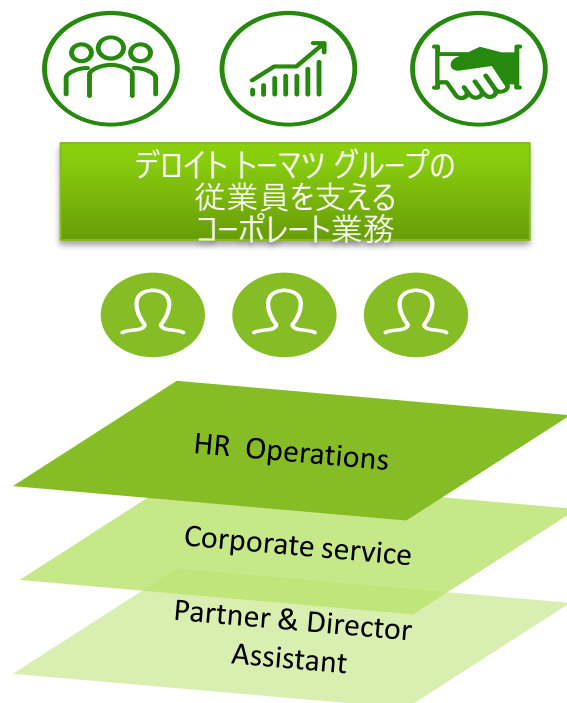 デロイト トーマツ グループの
従業員を支える
コーポレート業務
HR  Operations
Corporate service
Partner & Director
Assistant